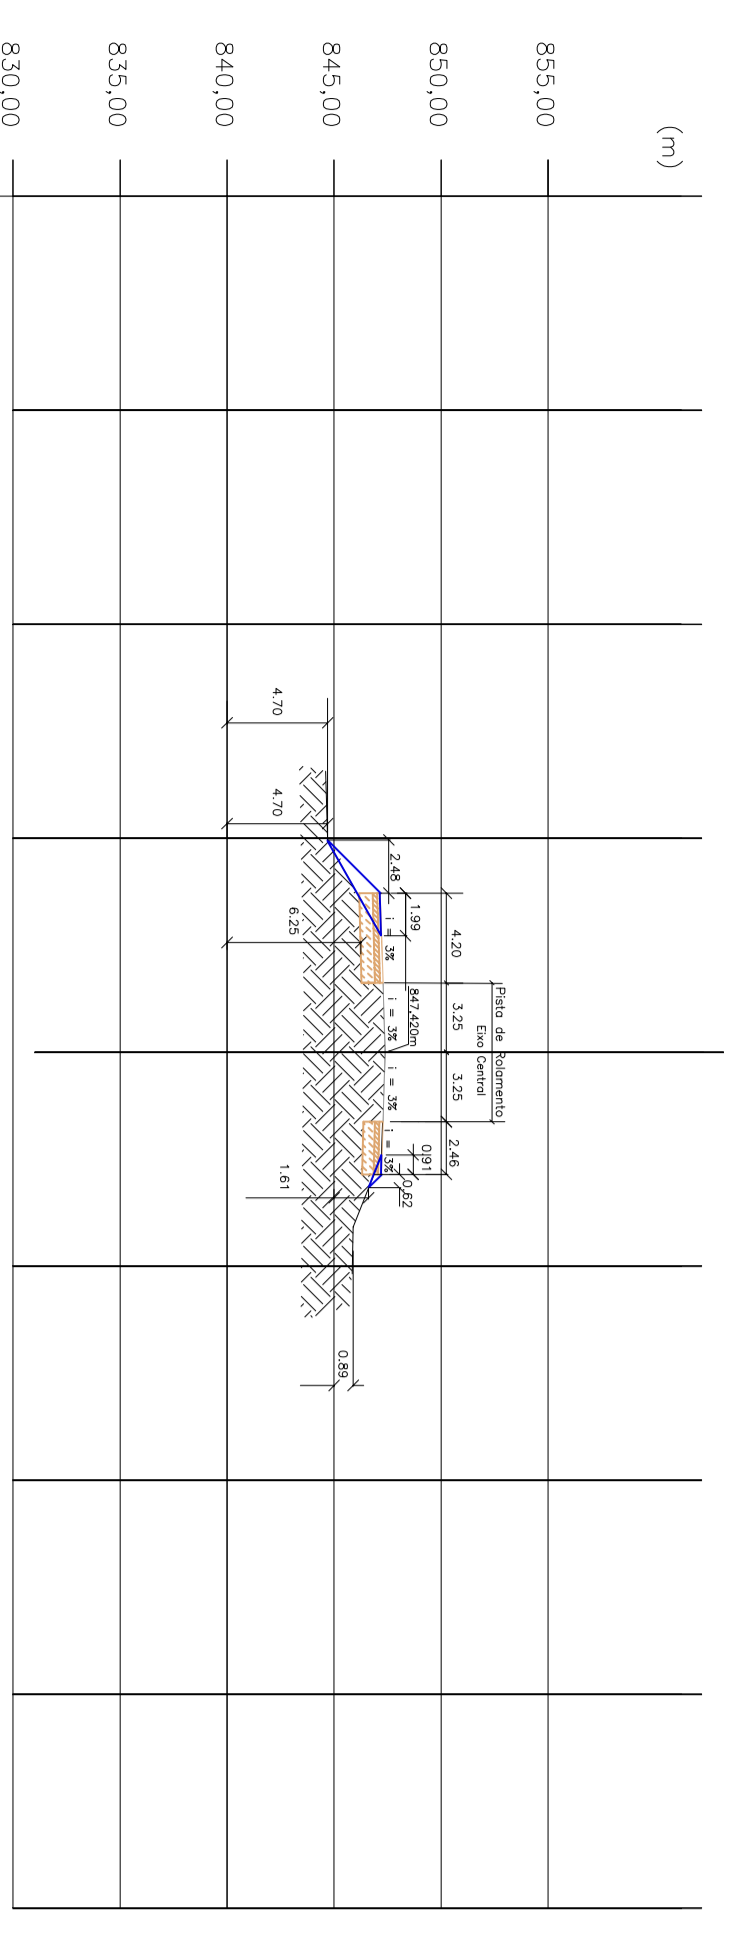 (m)
855,00
850,00
845,00
840,00
835,00
830,00
Pista de Rolamento
Eixo Central
4.20
3.25
3.25
2.46
1.99
847,420m
0.91
2.48
0.62
i = 3%
i = 3%
i = 3%
i = 3%
4.70
4.70
6.25
1.61
0.89